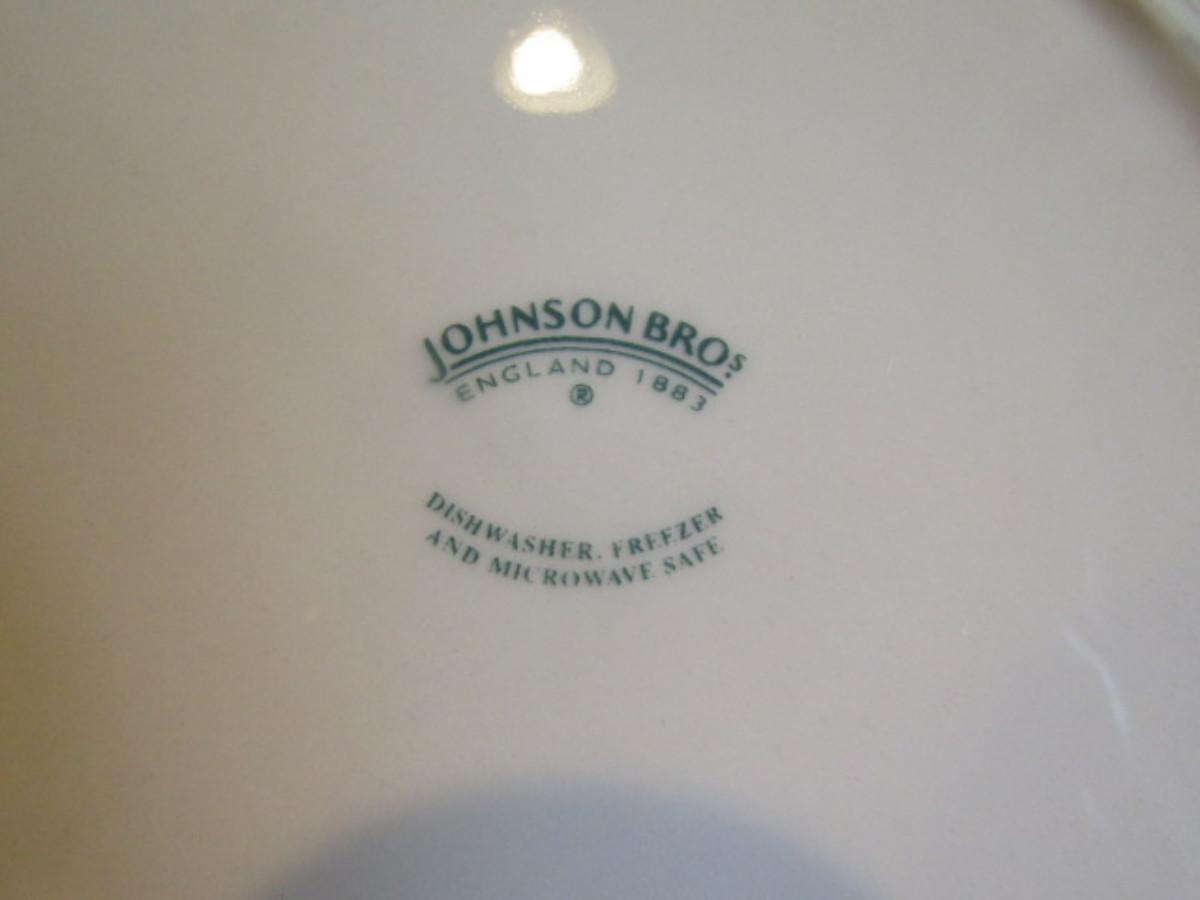 JOHNSON BROS
ENGLAND 1883
®
DISHWASHER. FREEZER
AND MICROWAVE SAFE